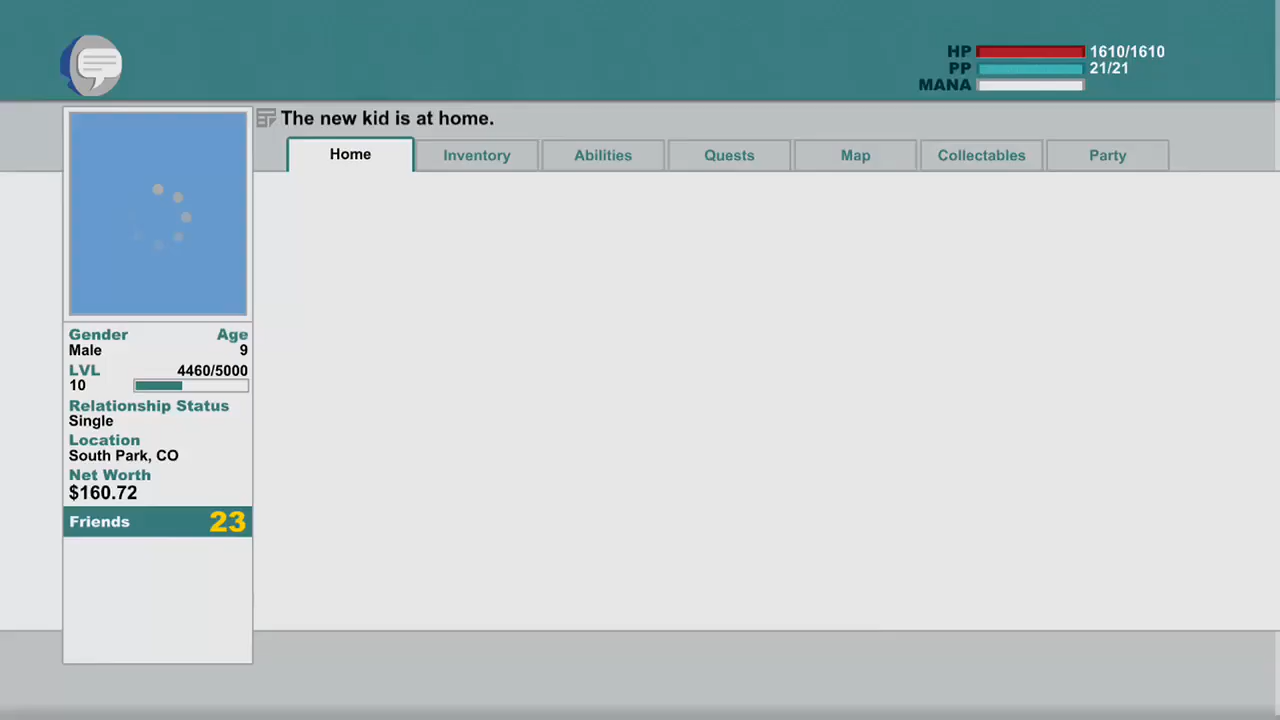 HP 1610/1610
PP 21/21
MANA
The new kid is at home.
Home Inventory Abilities Quests Map Collectables Party
Gender Age
Male 9
LVL 4460/5000
10
Relationship Status
Single
Location
South Park, CO
Net Worth
$160.72
Friends 23